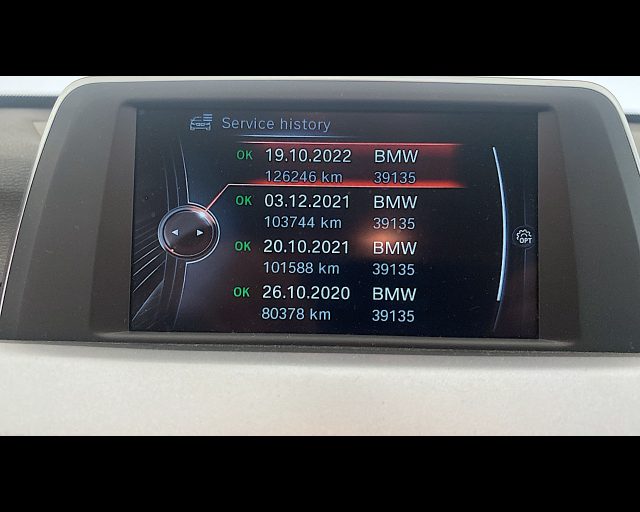 Service history
OK 19.10.2022 BMW
126246 km 39135
OK 03.12.2021 BMW
103744 km 39135
OK 20.10.2021 BMW
101588 km 39135
OK 26.10.2020 BMW
80378 km 39135
OPT